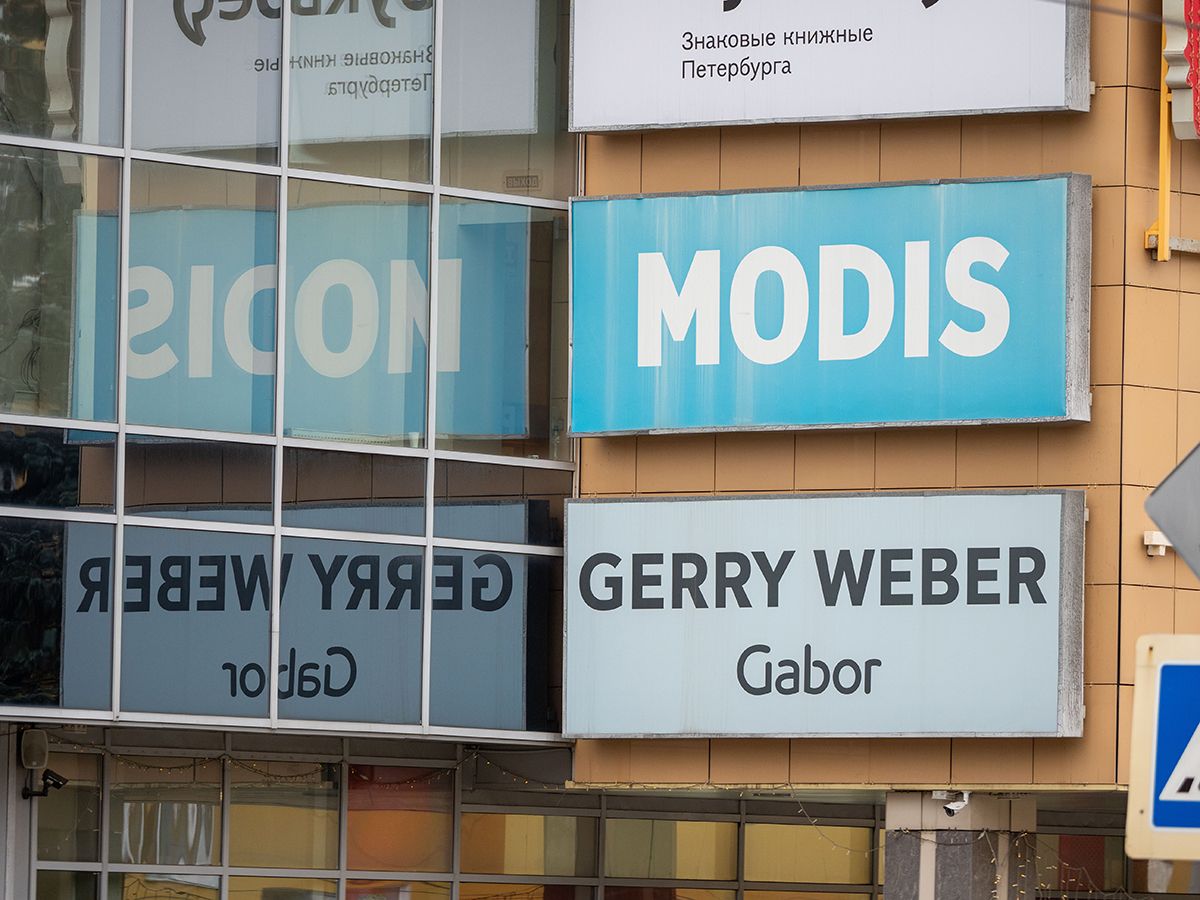 Знаковые книжные
Петербурга
MODIS
GERRY WEBER
Gabor